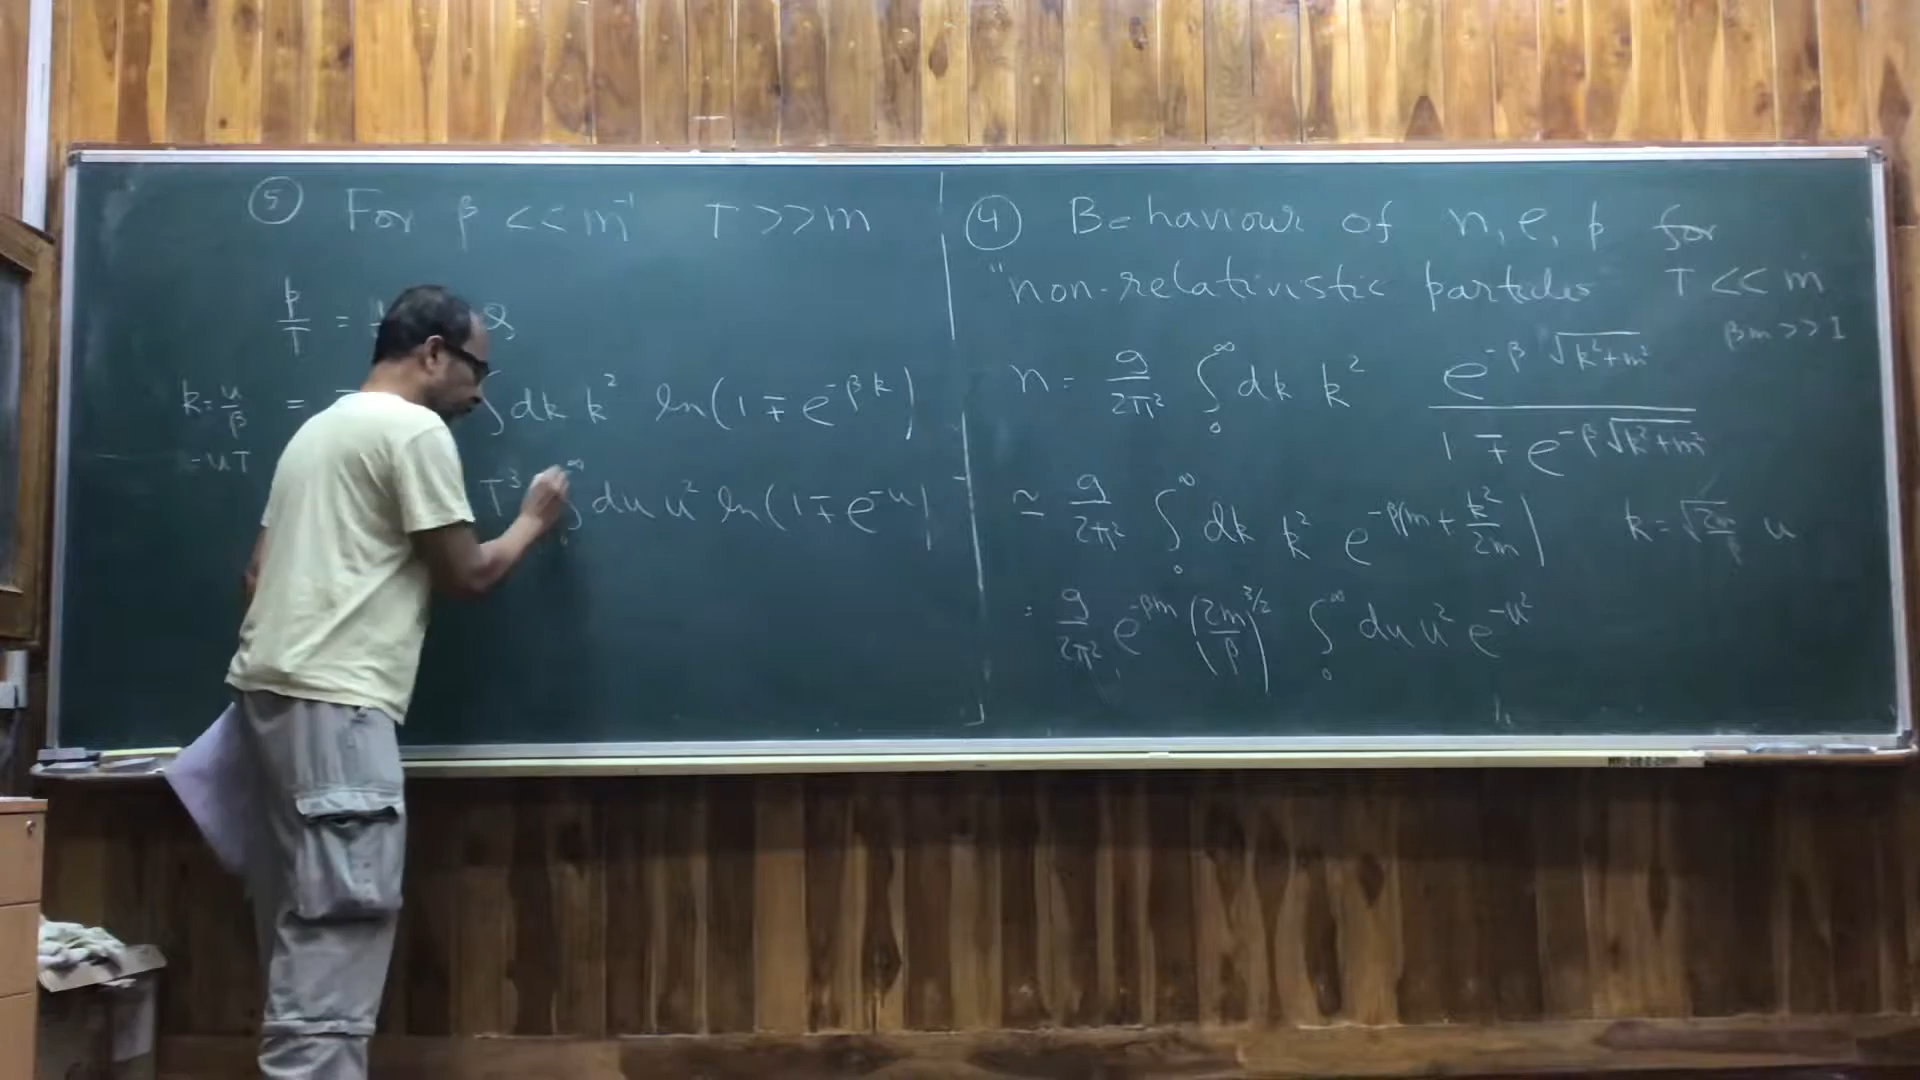 ⑤ For β << m⁻¹ T >> m
p/T =
k = u/β = ∫ dk k² ln(1 ∓ e^{-βk})
= uT T³ ∫₀^∞ du u² ln(1 ∓ e^{-u})
④ Behaviour of n, e, p for
"non-relativistic particles T << m
βm >> 1
n = g/2π² ∫₀^∞ dk k² e^{-β√(k²+m²)} / (1 ∓ e^{-β√(k²+m²)})
≃ g/2π² ∫₀^∞ dk k² e^{-β(m + k²/2m)} k = √(2m/β) u
= g/2π² e^{-βm} (2m/β)^{3/2} ∫₀^∞ du u² e^{-u²}